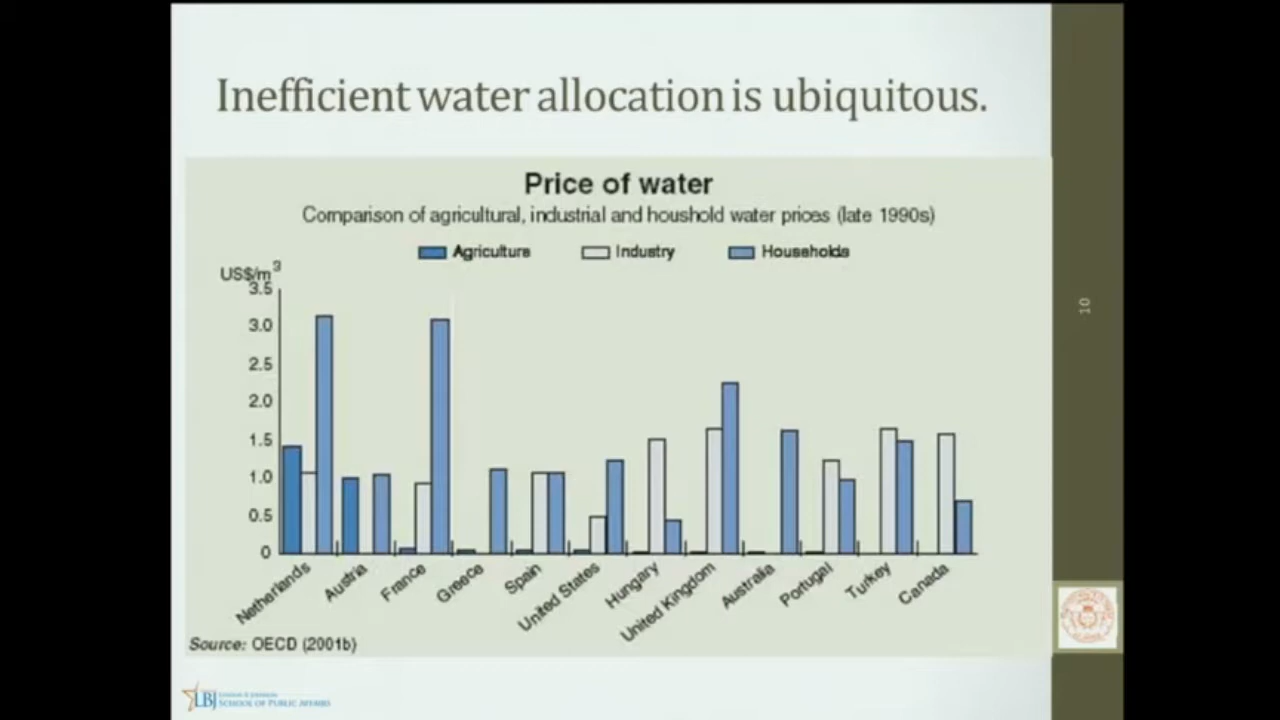 Inefficient water allocation is ubiquitous.
Price of water
Comparison of agricultural, industrial and houshold water prices (late 1990s)
Agriculture Industry Households
US$/m³
3.5
3.0
2.5
2.0
1.5
1.0
0.5
0
Netherlands
Austria
France
Greece
Spain
United States
Hungary
United Kingdom
Australia
Portugal
Turkey
Canada
Source: OECD (2001b)
10
LBJ
SCHOOL OF PUBLIC AFFAIRS